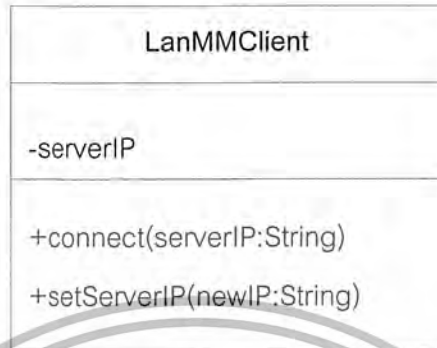 LanMMClient
-serverIP
+connect(serverIP:String)
+setServerIP(newIP:String)